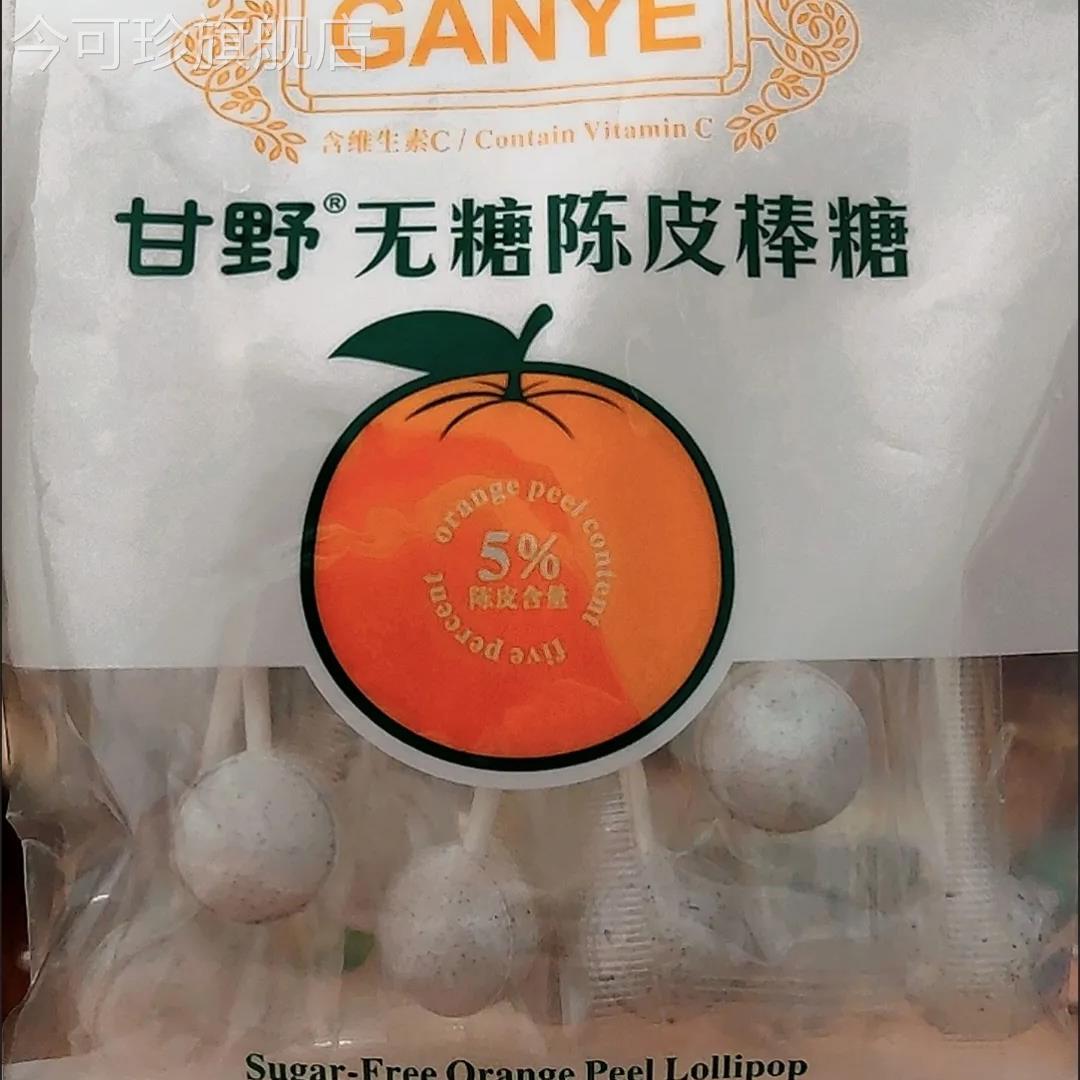 今可珍旗舰店
GANYE
含维生素C / Contain Vitamin C
甘野®无糖陈皮棒糖
orange peel content
5%
陈皮含量
five percent
Sugar-Free Orange Peel Lollipop